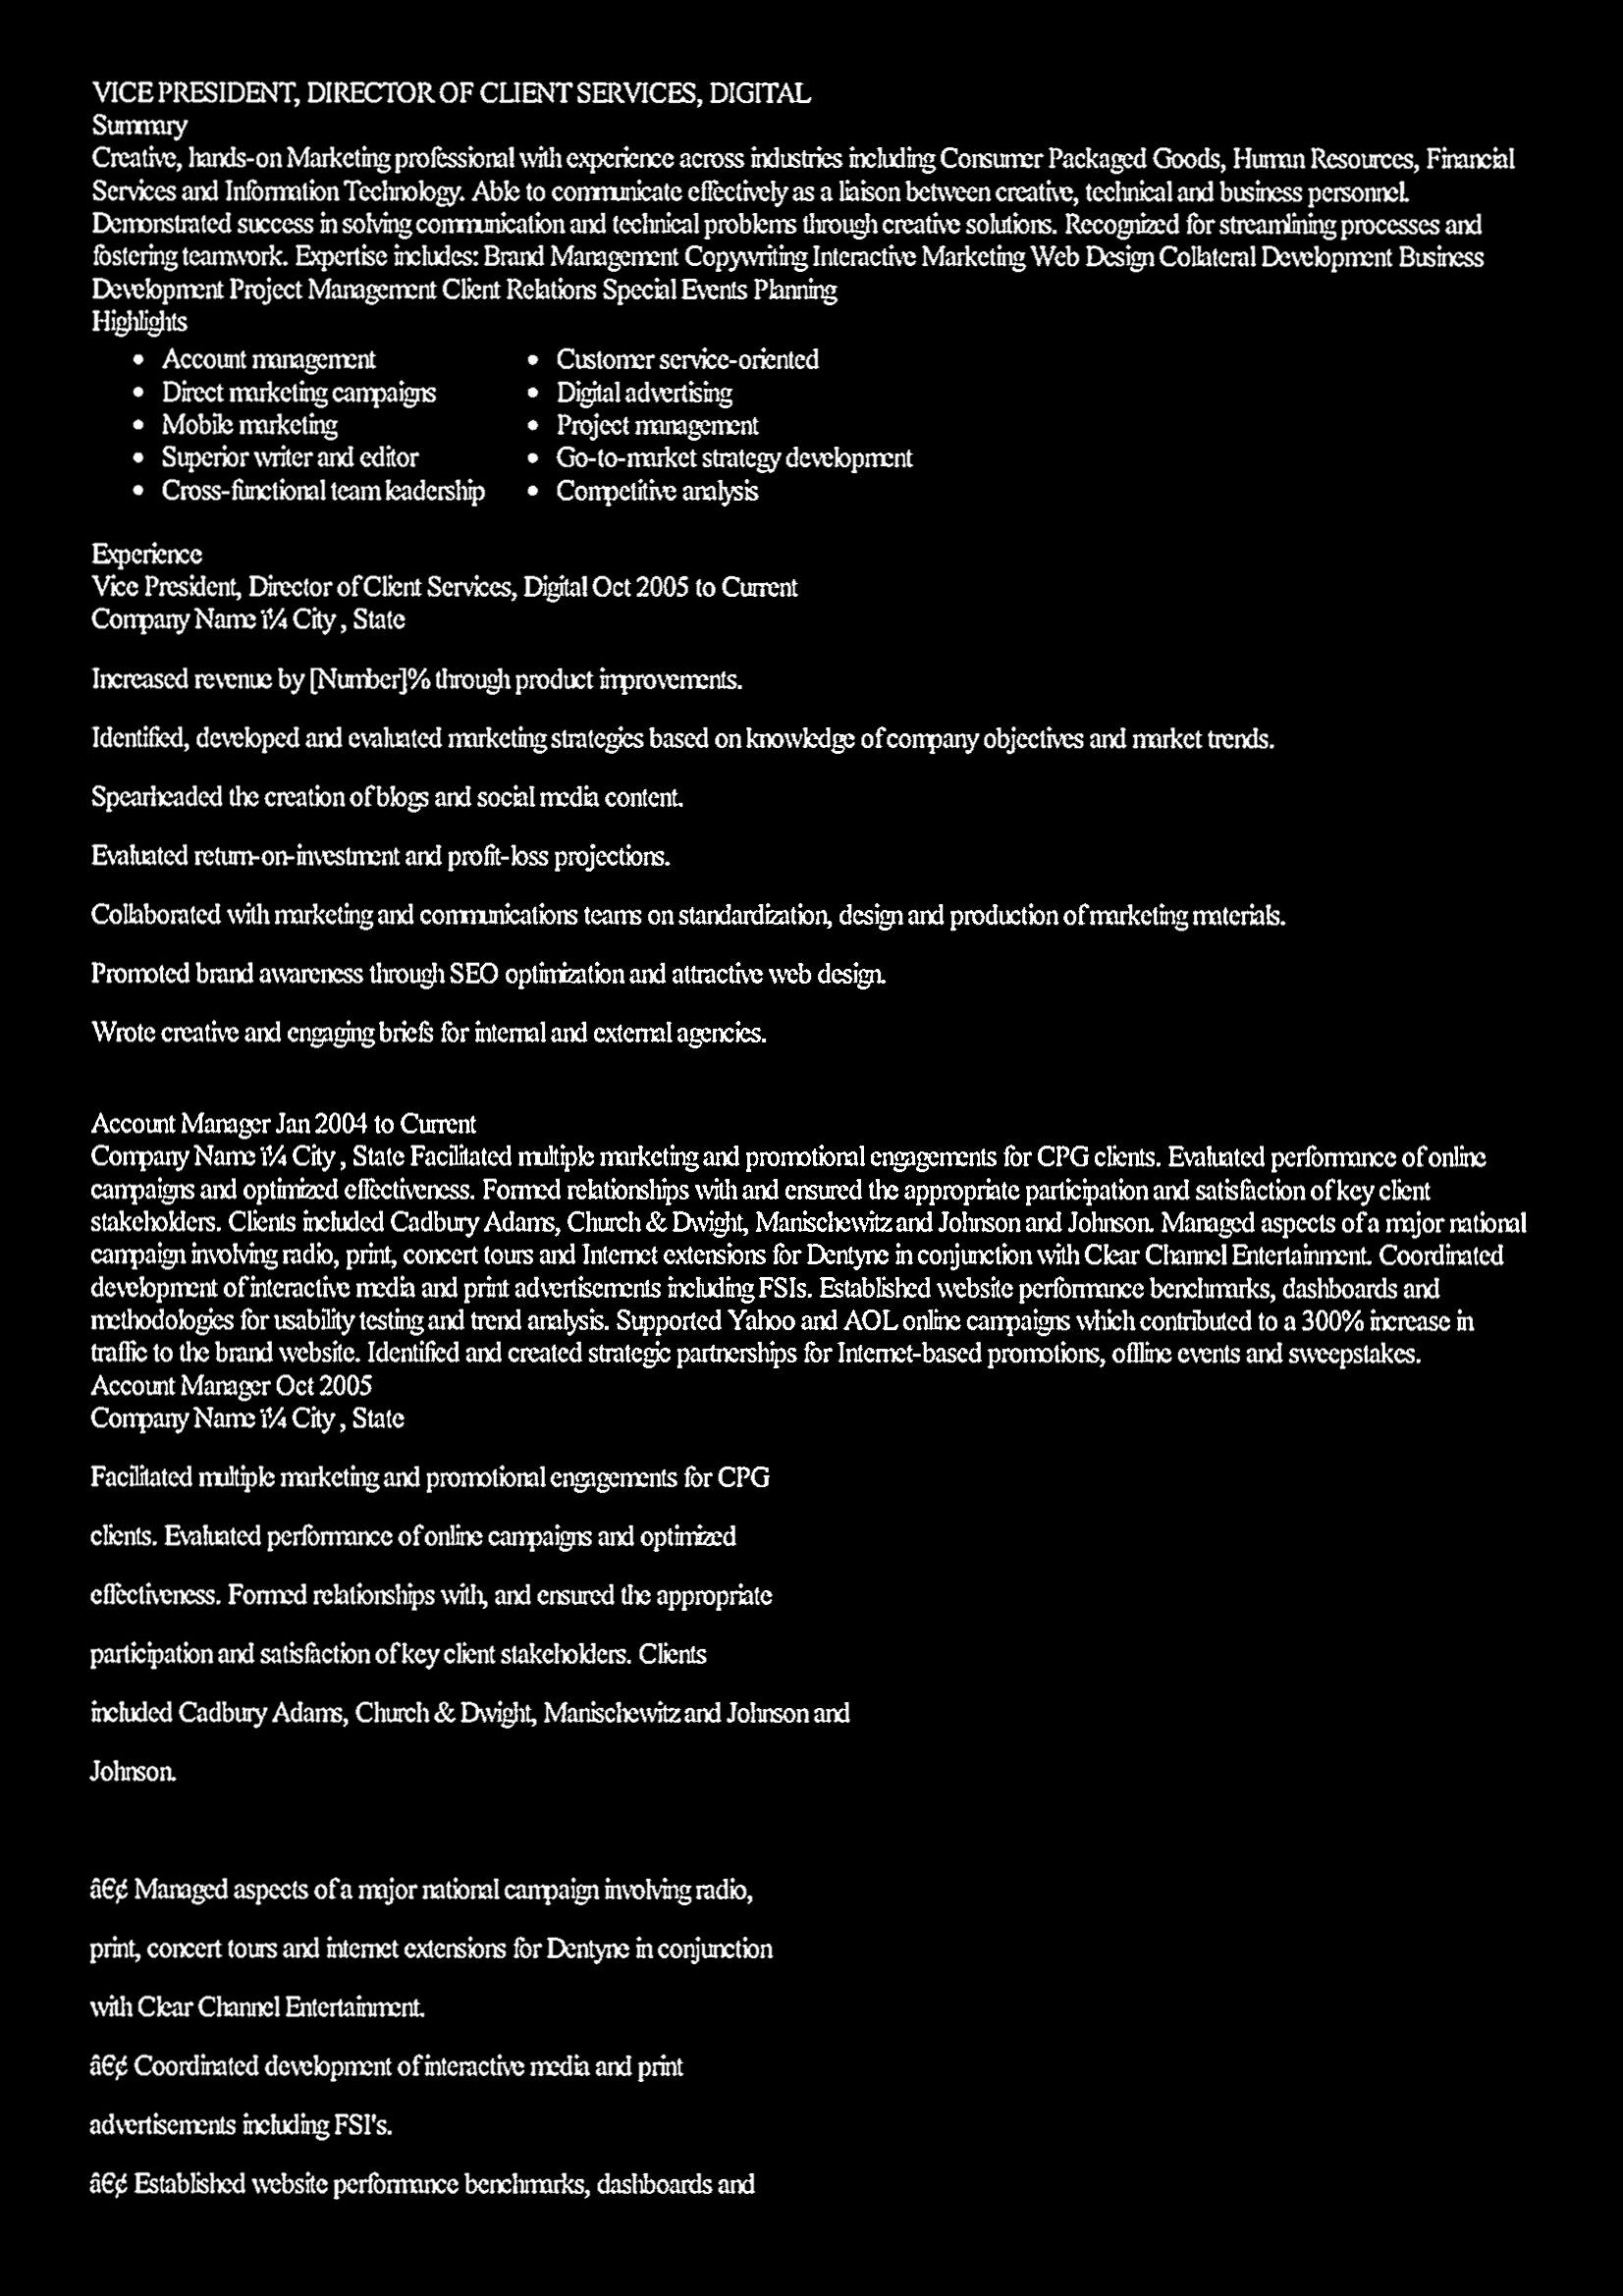 VICE PRESIDENT, DIRECTOR OF CLIENT SERVICES, DIGITAL
Summary
Creative, hands-on Marketing professional with experience across industries including Consumer Packaged Goods, Human Resources, Financial
Services and Information Technology. Able to communicate effectively as a liaison between creative, technical and business personnel.
Demonstrated success in solving communication and technical problems through creative solutions. Recognized for streamlining processes and
fostering teamwork. Expertise includes: Brand Management Copywriting Interactive Marketing Web Design Collateral Development Business
Development Project Management Client Relations Special Events Planning
Highlights
• Account management
• Direct marketing campaigns
• Mobile marketing
• Superior writer and editor
• Cross-functional team leadership
• Customer service-oriented
• Digital advertising
• Project management
• Go-to-market strategy development
• Competitive analysis
Experience
Vice President, Director of Client Services, Digital Oct 2005 to Current
Company Name ï¼ City , State
Increased revenue by [Number]% through product improvements.
Identified, developed and evaluated marketing strategies based on knowledge of company objectives and market trends.
Spearheaded the creation of blogs and social media content.
Evaluated return-on-investment and profit-loss projections.
Collaborated with marketing and communications teams on standardization, design and production of marketing materials.
Promoted brand awareness through SEO optimization and attractive web design.
Wrote creative and engaging briefs for internal and external agencies.
Account Manager Jan 2004 to Current
Company Name ï¼ City , State Facilitated multiple marketing and promotional engagements for CPG clients. Evaluated performance of online
campaigns and optimized effectiveness. Formed relationships with and ensured the appropriate participation and satisfaction of key client
stakeholders. Clients included Cadbury Adams, Church & Dwight, Manischewitz and Johnson and Johnson. Managed aspects of a major national
campaign involving radio, print, concert tours and Internet extensions for Dentyne in conjunction with Clear Channel Entertainment. Coordinated
development of interactive media and print advertisements including FSIs. Established website performance benchmarks, dashboards and
methodologies for usability testing and trend analysis. Supported Yahoo and AOL online campaigns which contributed to a 300% increase in
traffic to the brand website. Identified and created strategic partnerships for Internet-based promotions, offline events and sweepstakes.
Account Manager Oct 2005
Company Name ï¼ City , State
Facilitated multiple marketing and promotional engagements for CPG
clients. Evaluated performance of online campaigns and optimized
effectiveness. Formed relationships with, and ensured the appropriate
participation and satisfaction of key client stakeholders. Clients
included Cadbury Adams, Church & Dwight, Manischewitz and Johnson and
Johnson.
â€¢ Managed aspects of a major national campaign involving radio,
print, concert tours and internet extensions for Dentyne in conjunction
with Clear Channel Entertainment.
â€¢ Coordinated development of interactive media and print
advertisements including FSI's.
â€¢ Established website performance benchmarks, dashboards and